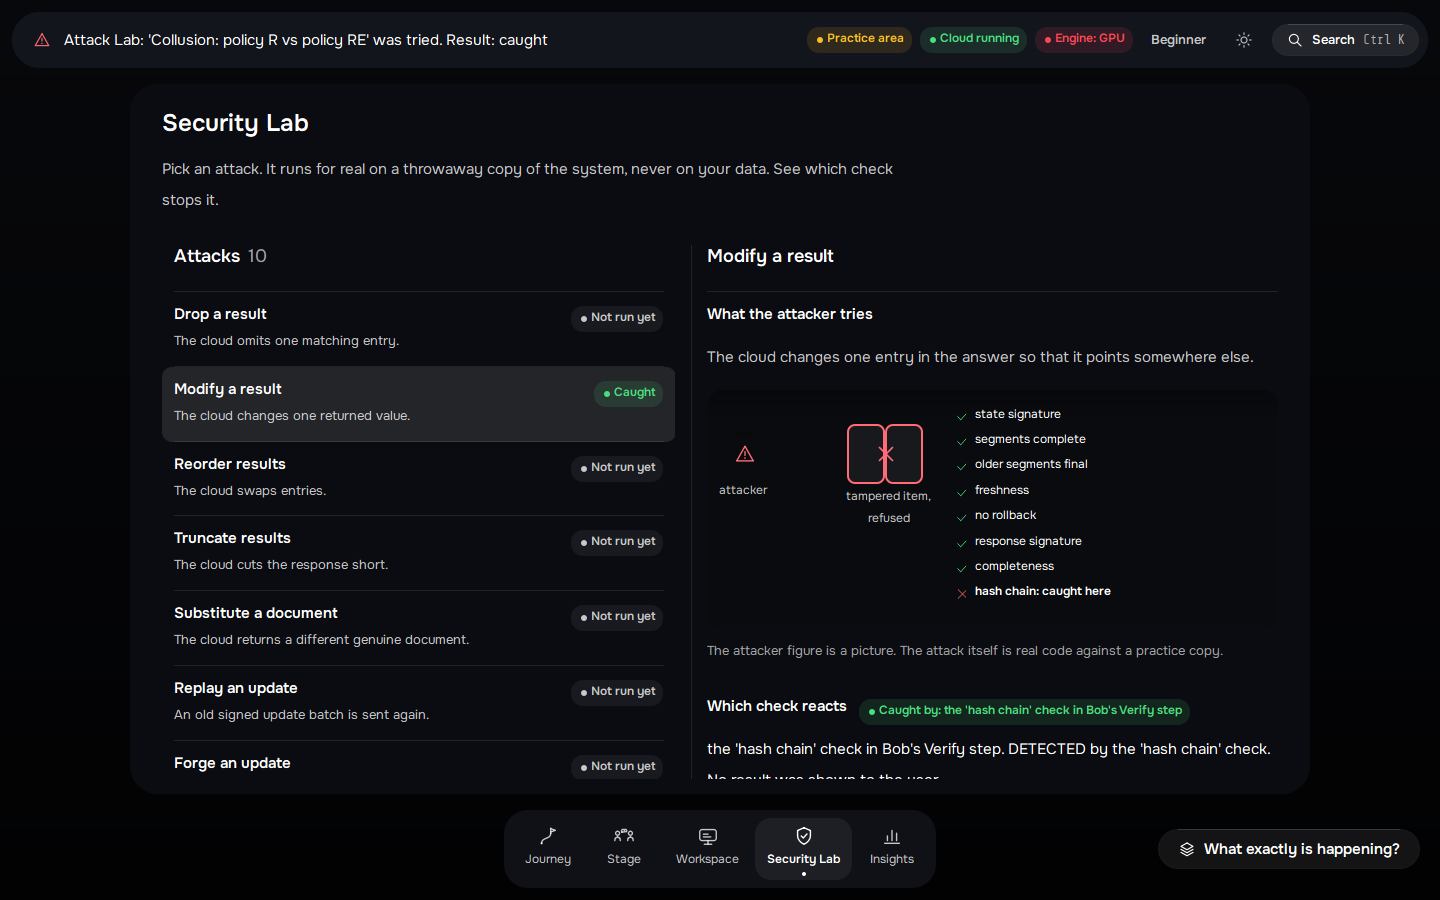 Attack Lab: 'Collusion: policy R vs policy RE' was tried. Result: caught
Practice area
Cloud running
Engine: GPU
Beginner
Search Ctrl K
Security Lab
Pick an attack. It runs for real on a throwaway copy of the system, never on your data. See which check
stops it.
Attacks 10
Drop a result
Not run yet
The cloud omits one matching entry.
Modify a result
Caught
The cloud changes one returned value.
Reorder results
Not run yet
The cloud swaps entries.
Truncate results
Not run yet
The cloud cuts the response short.
Substitute a document
Not run yet
The cloud returns a different genuine document.
Replay an update
Not run yet
An old signed update batch is sent again.
Forge an update
Not run yet
Modify a result
What the attacker tries
The cloud changes one entry in the answer so that it points somewhere else.
attacker
tampered item,
refused
state signature
segments complete
older segments final
freshness
no rollback
response signature
completeness
hash chain: caught here
The attacker figure is a picture. The attack itself is real code against a practice copy.
Which check reacts
Caught by: the 'hash chain' check in Bob's Verify step
the 'hash chain' check in Bob's Verify step. DETECTED by the 'hash chain' check.
No result was shown to the user.
Journey
Stage
Workspace
Security Lab
Insights
What exactly is happening?